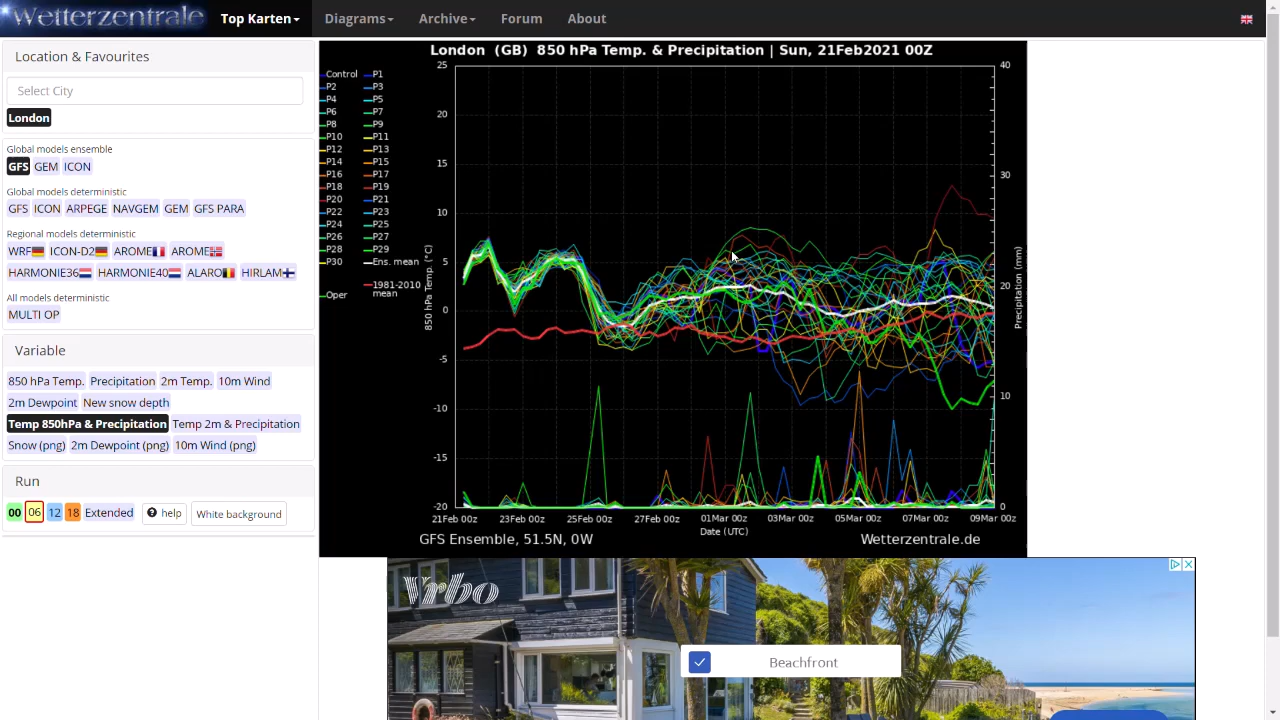 Wetterzentrale Top Karten Diagrams Archive Forum About
Location & Favourites
Select City
London
Global models ensemble
GFS GEM ICON
Global models deterministic
GFS ICON ARPEGE NAVGEM GEM GFS PARA
Regional models deterministic
WRF ICON-D2 AROME AROME
HARMONIE36 HARMONIE40 ALARO HIRLAM
All models deterministic
MULTI OP
Variable
850 hPa Temp. Precipitation 2m Temp. 10m Wind
2m Dewpoint New snow depth
Temp 850hPa & Precipitation Temp 2m & Precipitation
Snow (png) 2m Dewpoint (png) 10m Wind (png)
Run
00 06 12 18 Extended help White background
London (GB) 850 hPa Temp. & Precipitation | Sun, 21Feb2021 00Z
Control P1
P2 P3
P4 P5
P6 P7
P8 P9
P10 P11
P12 P13
P14 P15
P16 P17
P18 P19
P20 P21
P22 P23
P24 P25
P26 P27
P28 P29
P30 Ens. mean
Oper 1981-2010
mean
850 hPa Temp. (°C)
25
20
15
10
5
0
-5
-10
-15
-20
40
30
20
10
0
Precipitation (mm)
21Feb 00z 23Feb 00z 25Feb 00z 27Feb 00z 01Mar 00z 03Mar 00z 05Mar 00z 07Mar 00z 09Mar 00z
Date (UTC)
GFS Ensemble, 51.5N, 0W Wetterzentrale.de
Vrbo
Beachfront